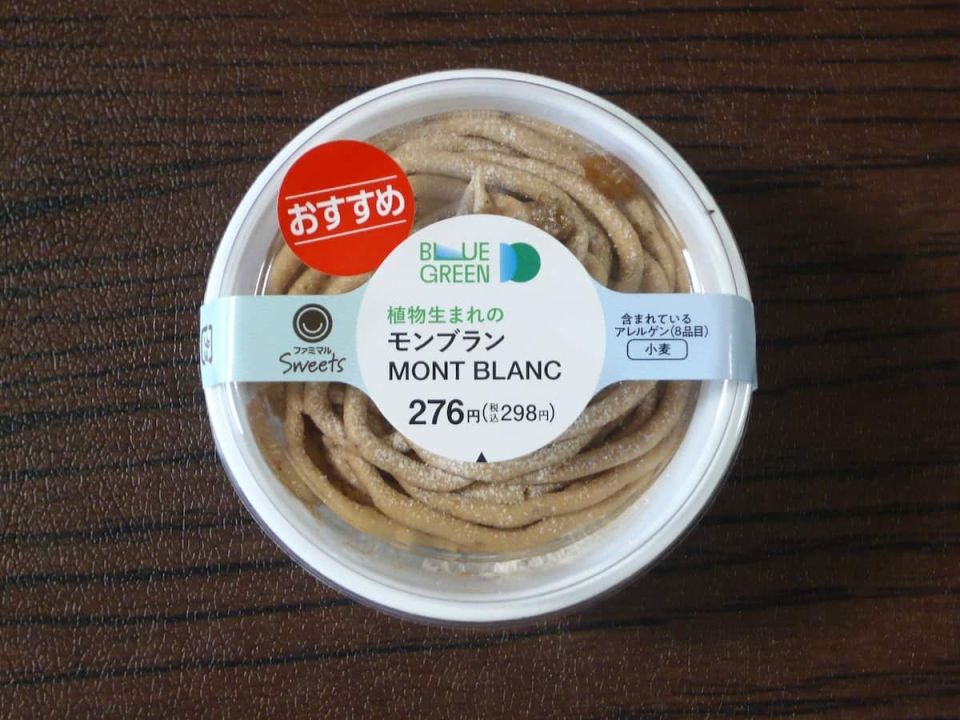 おすすめ
BLUE
GREEN
植物生まれの
モンブラン
MONT BLANC
276円(税込298円)
ファミマル
Sweets
含まれている
アレルゲン(8品目)
小麦